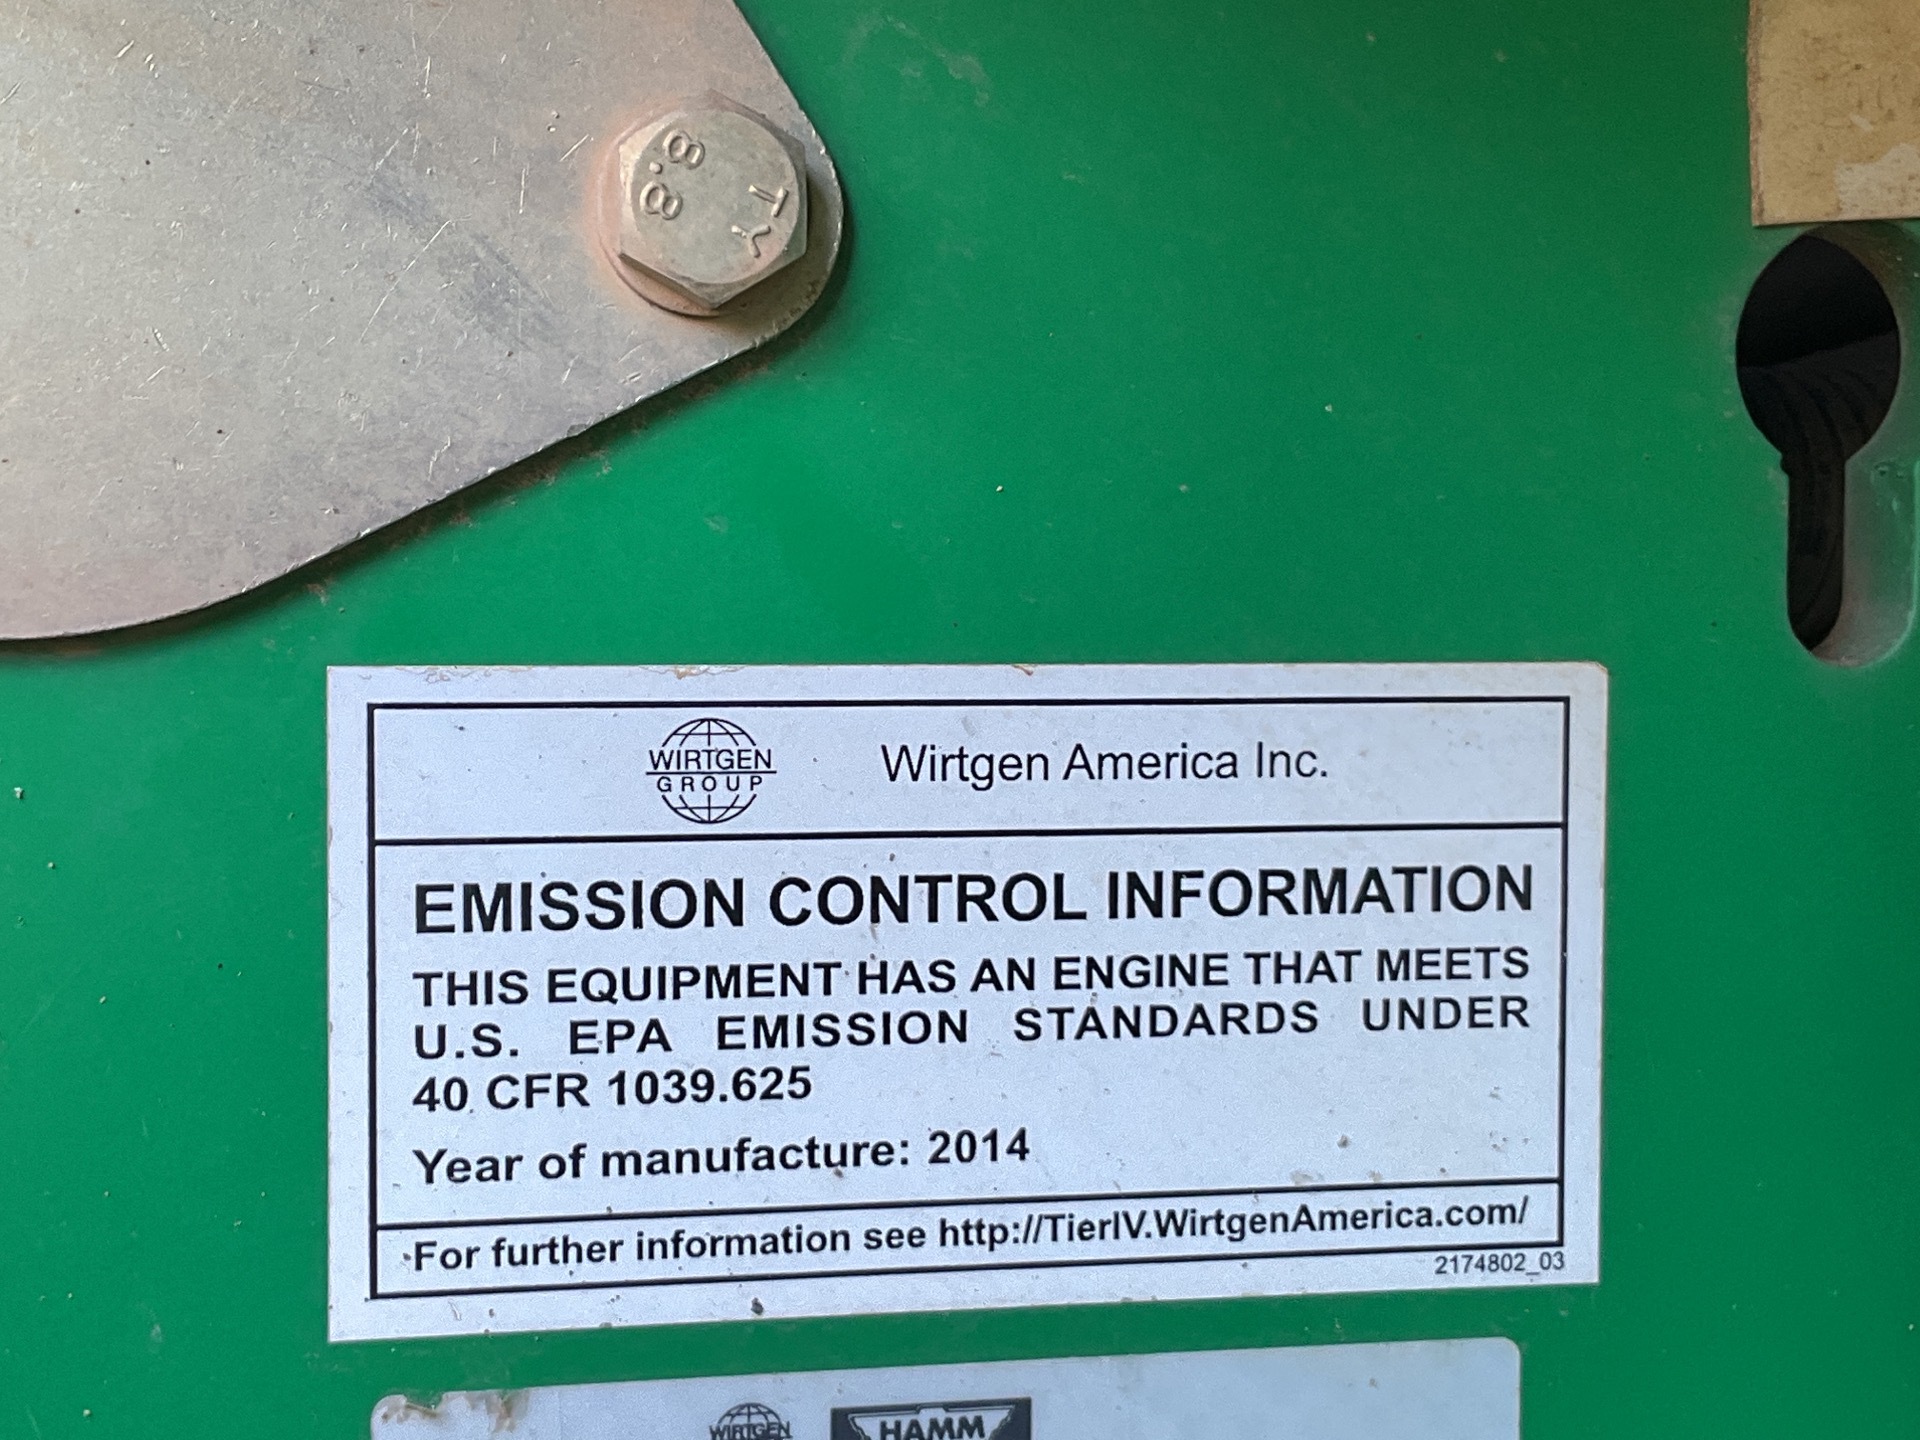 8.8
TY
WIRTGEN
GROUP
Wirtgen America Inc.
EMISSION CONTROL INFORMATION
THIS EQUIPMENT HAS AN ENGINE THAT MEETS
U.S. EPA EMISSION STANDARDS UNDER
40 CFR 1039.625
Year of manufacture: 2014
For further information see http://TierIV.WirtgenAmerica.com/
2174802_03
WIRTGEN
HAMM